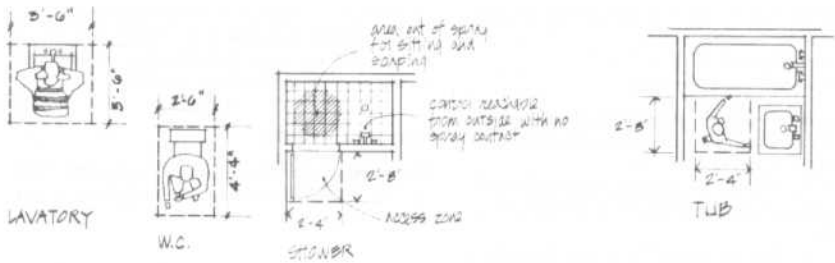 3'-6"
3'-6"
LAVATORY
2'-6"
4'-4"
W.C.
area out of spray
for sitting and
soaping
control reachable
from outside with no
spray contact
2'-8"
2'-4"
ACCESS ZONE
SHOWER
2'-8"
2'-4"
TUB